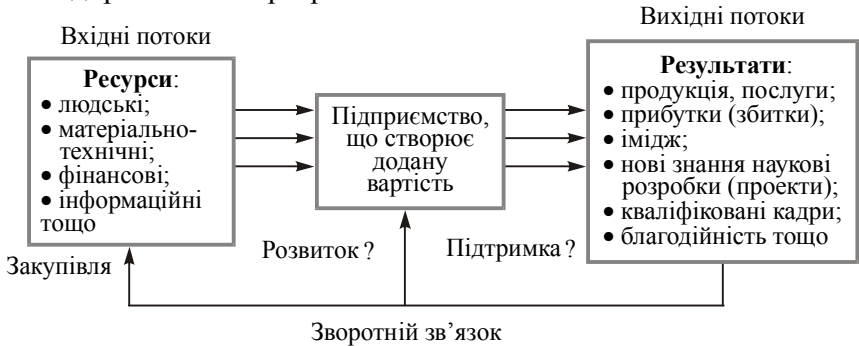 Вхідні потоки
Ресурси:
• людські;
• матеріально-
технічні;
• фінансові;
• інформаційні
тощо
Підприємство,
що створює
додану
вартість
Вихідні потоки
Результати:
• продукція, послуги;
• прибутки (збитки);
• імідж;
• нові знання наукові
розробки (проекти);
• кваліфіковані кадри;
• благодійність тощо
Закупівля
Розвиток ?
Підтримка ?
Зворотній зв’язок